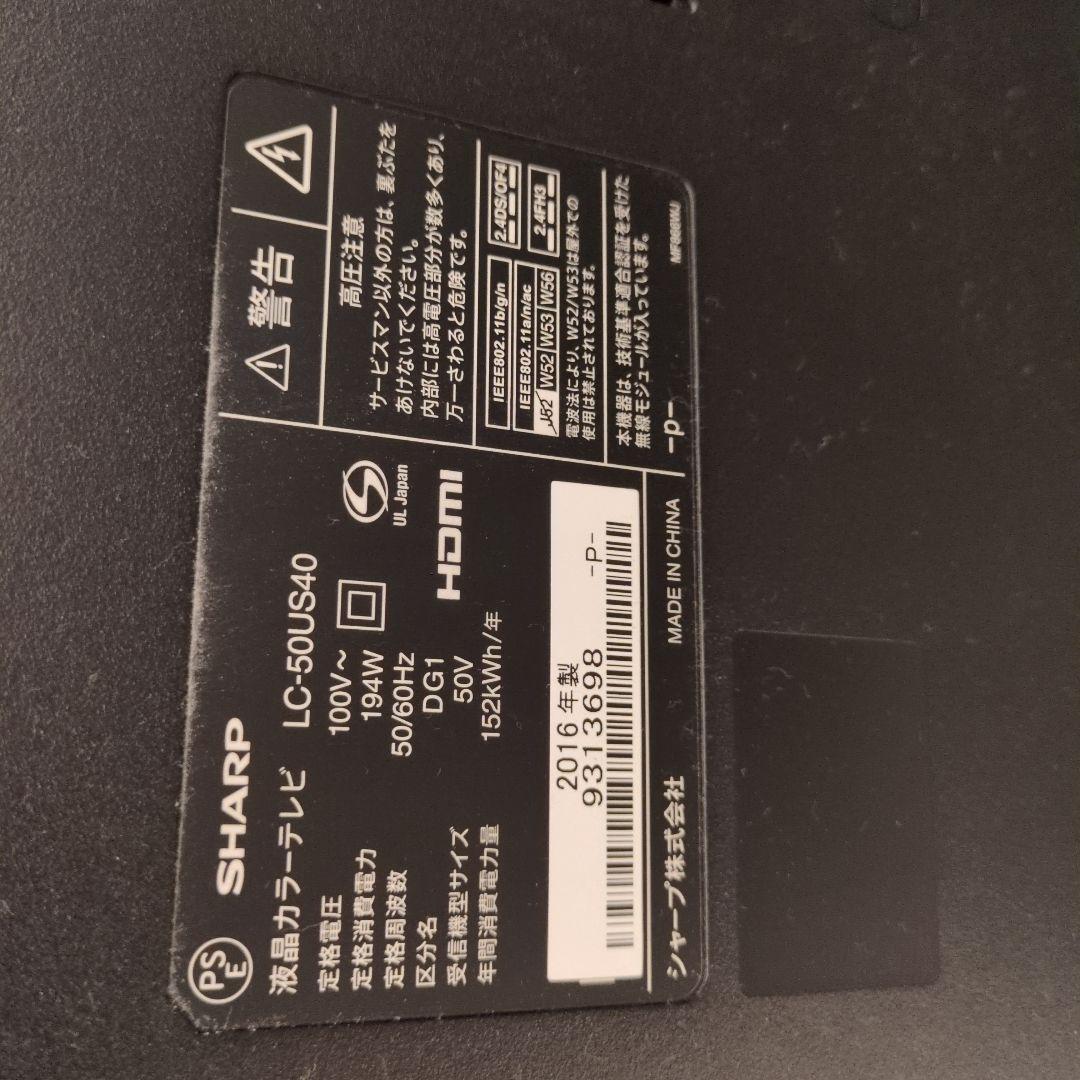 PSE
SHARP
液晶カラーテレビ LC-50US40
定格電圧 100V～
定格消費電力 194W
定格周波数 50/60Hz
区分名 DG1
受信機型サイズ 50V
年間消費電力量 152kWh/年
UL Japan
HDMI
2016 年製
9313698 -P-
シャープ株式会社 MADE IN CHINA
警告
高圧注意
サービスマン以外の方は、裏ぶたを
あけないでください。
内部には高電圧部分が数多くあり、
万一さわると危険です。
IEEE802.11b/g/n 2.4DS/OF4
IEEE802.11a/n/ac 2.4FH3
J52 W52 W53 W56
電波法により、W52/W53は屋外での
使用は禁止されております。
本機器は、技術基準適合認証を受けた
無線モジュールが入っています。
-p-